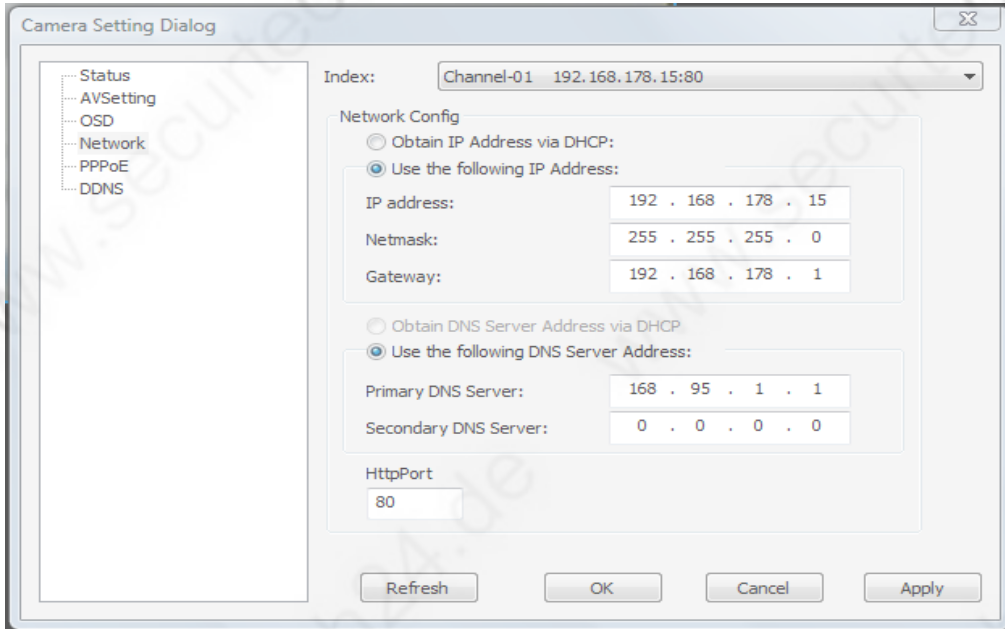 Camera Setting Dialog
Status
AVSetting
OSD
Network
PPPoE
DDNS
Index: Channel-01 192.168.178.15:80
Network Config
Obtain IP Address via DHCP:
Use the following IP Address:
IP address: 192 . 168 . 178 . 15
Netmask: 255 . 255 . 255 . 0
Gateway: 192 . 168 . 178 . 1
Obtain DNS Server Address via DHCP
Use the following DNS Server Address:
Primary DNS Server: 168 . 95 . 1 . 1
Secondary DNS Server: 0 . 0 . 0 . 0
HttpPort
80
Refresh OK Cancel Apply